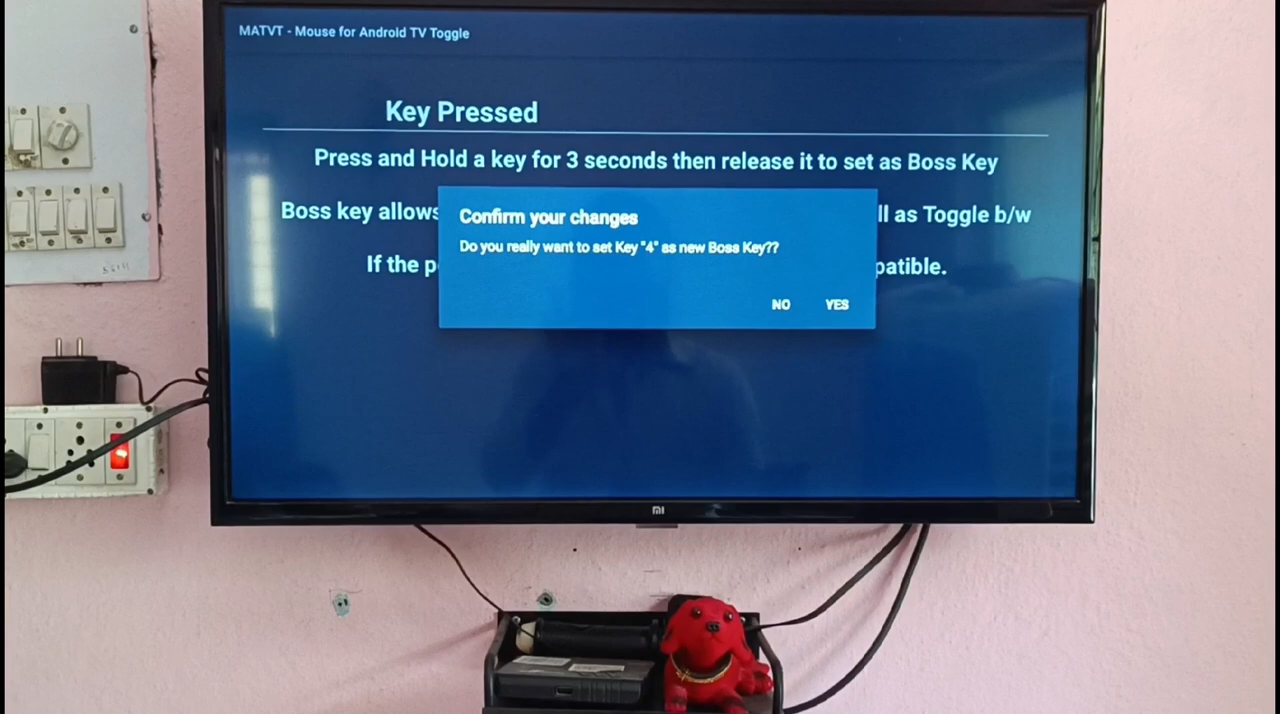 MATVT - Mouse for Android TV Toggle
Key Pressed
Press and Hold a key for 3 seconds then release it to set as Boss Key
Boss key allows ll as Toggle b/w
If the p patible.
Confirm your changes
Do you really want to set Key "4" as new Boss Key??
NO YES
mi